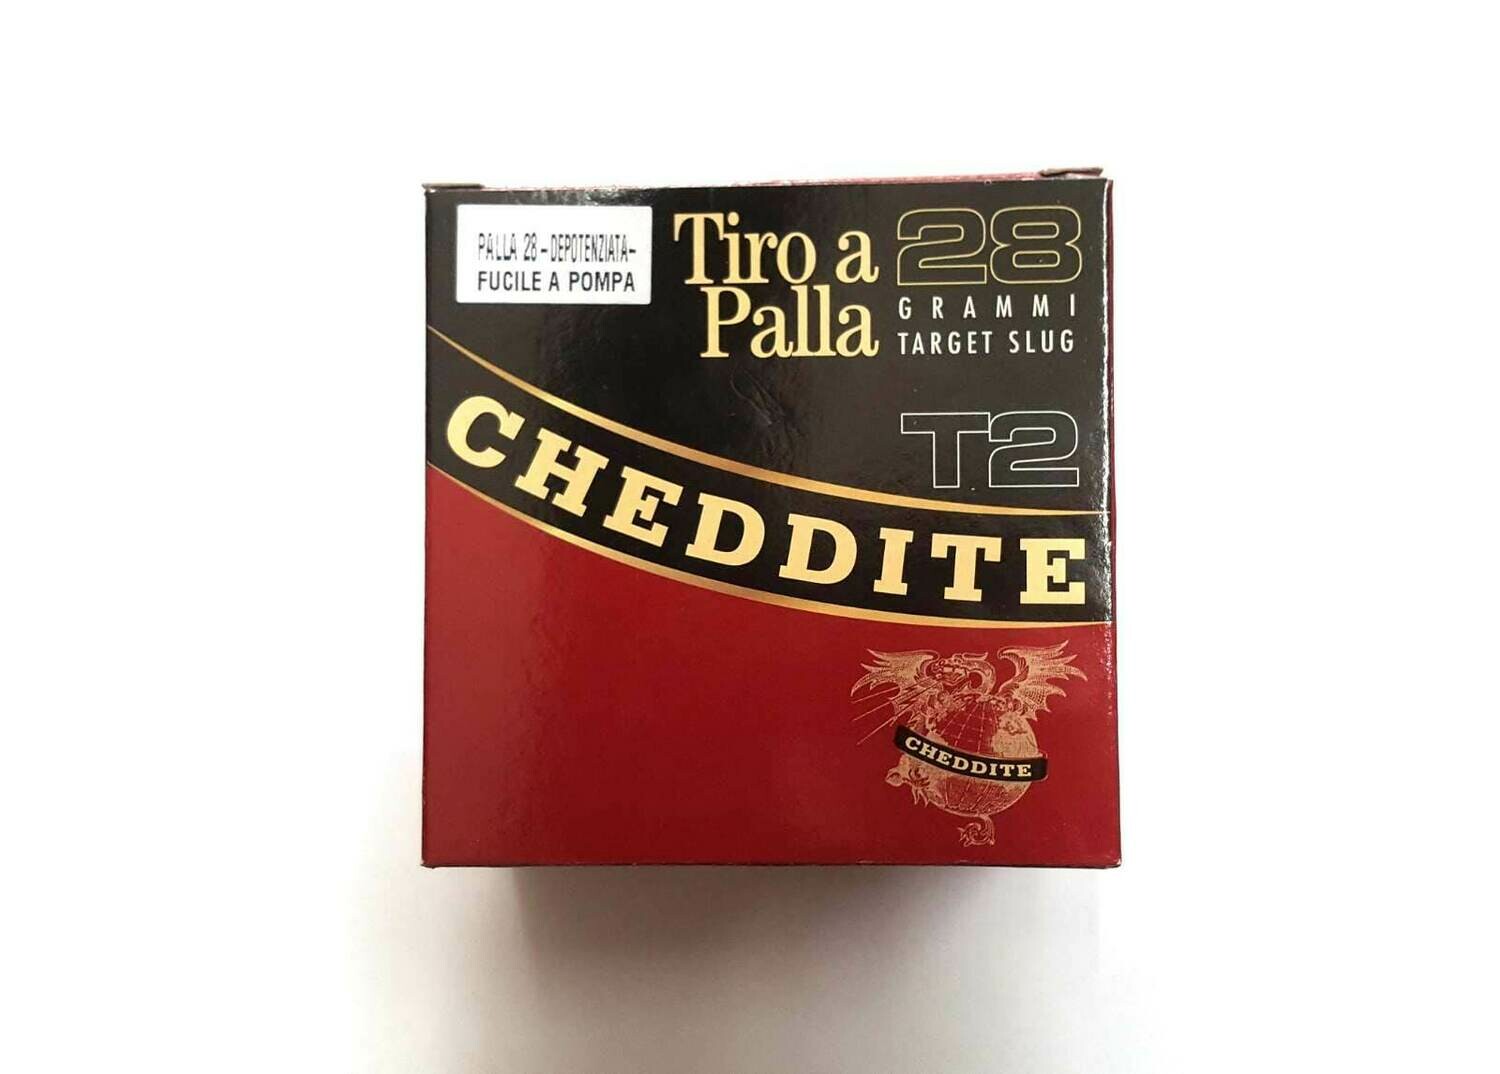 PALLA 28 - DEPOTENZIATA -
FUCILE A POMPA
Tiro a
Palla
28
GRAMMI
TARGET SLUG
T2
CHEDDITE
CHEDDITE